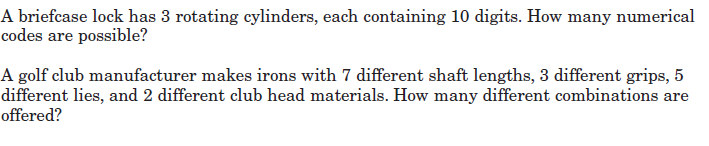 A briefcase lock has 3 rotating cylinders, each containing 10 digits. How many numerical
codes are possible?
A golf club manufacturer makes irons with 7 different shaft lengths, 3 different grips, 5
different lies, and 2 different club head materials. How many different combinations are
offered?